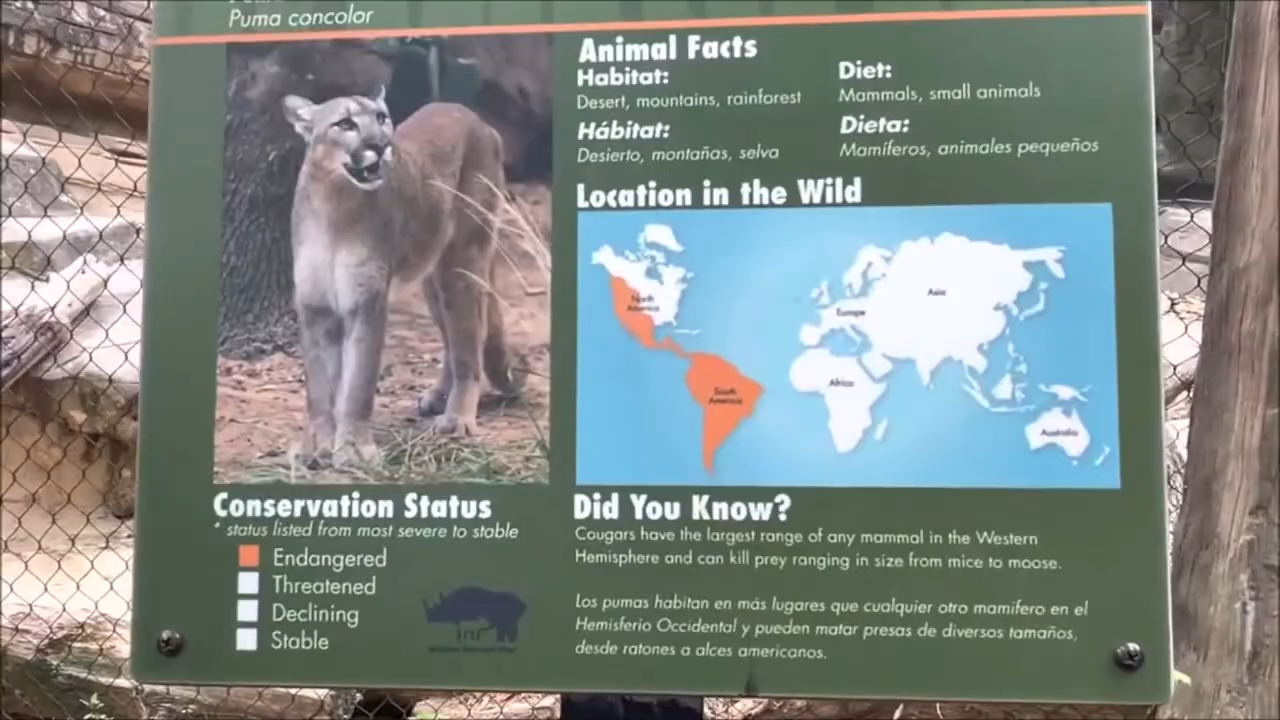 Puma concolor
Animal Facts
Habitat:
Desert, mountains, rainforest
Hábitat:
Desierto, montañas, selva
Diet:
Mammals, small animals
Dieta:
Mamíferos, animales pequeños
Location in the Wild
North
America
South
America
Europe
Asia
Africa
Australia
Conservation Status
* status listed from most severe to stable
Endangered
Threatened
Declining
Stable
Did You Know?
Cougars have the largest range of any mammal in the Western
Hemisphere and can kill prey ranging in size from mice to moose.
Los pumas habitan en más lugares que cualquier otro mamífero en el
Hemisferio Occidental y pueden matar presas de diversos tamaños,
desde ratones a alces americanos.